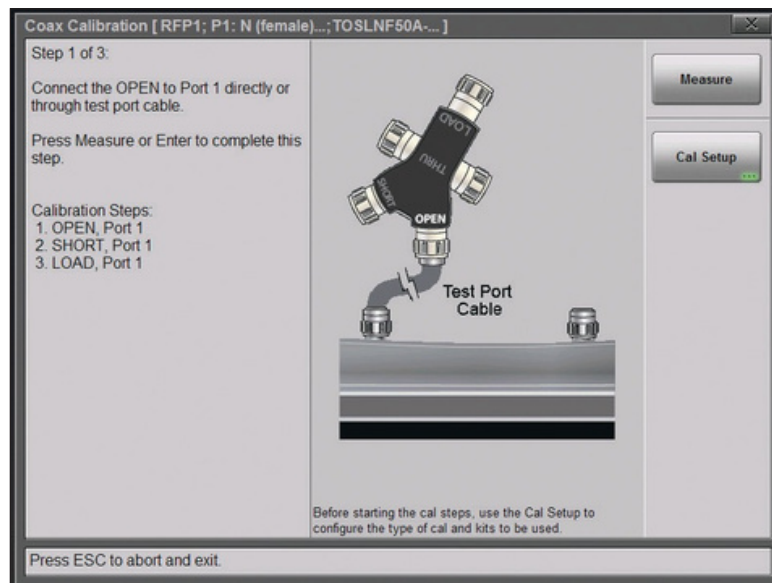 Coax Calibration [ RFP1; P1: N (female)...;TOSLNF50A-... ]
Step 1 of 3:
Connect the OPEN to Port 1 directly or
through test port cable.
Press Measure or Enter to complete this
step.
Calibration Steps:
1. OPEN, Port 1
2. SHORT, Port 1
3. LOAD, Port 1
LOAD
THRU
SHORT
OPEN
Test Port
Cable
Before starting the cal steps, use the Cal Setup to
configure the type of cal and kits to be used.
Measure
Cal Setup
Press ESC to abort and exit.